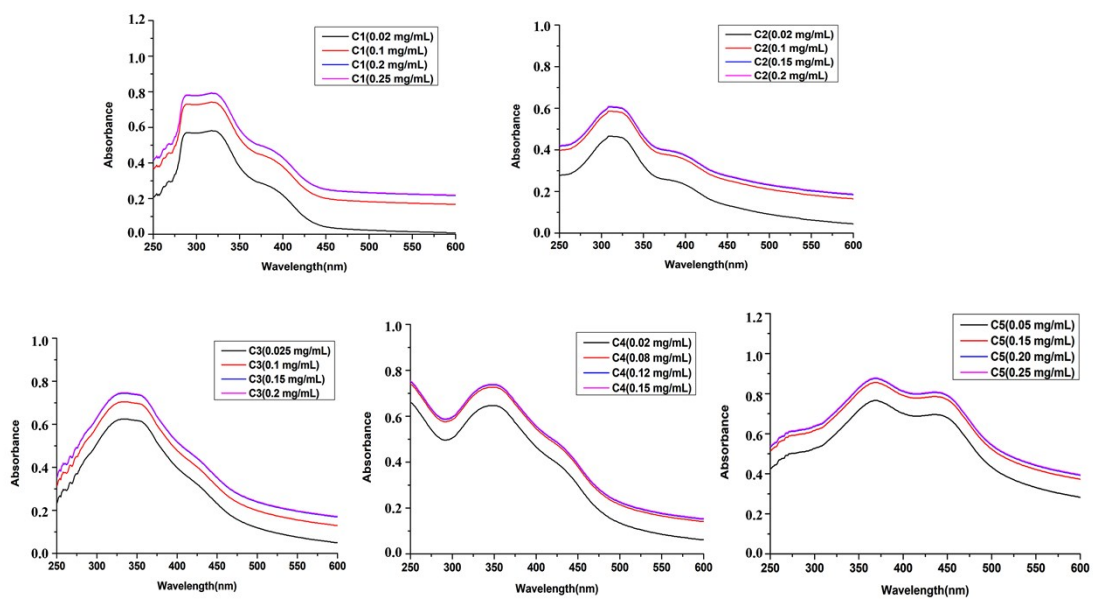 1.2
1.0
0.8
0.6
0.4
0.2
0.0
Absorbance
C1(0.02 mg/mL)
C1(0.1 mg/mL)
C1(0.2 mg/mL)
C1(0.25 mg/mL)
250 300 350 400 450 500 550 600
Wavelength(nm)
1.0
0.8
0.6
0.4
0.2
0.0
Absorbance
C2(0.02 mg/mL)
C2(0.1 mg/mL)
C2(0.15 mg/mL)
C2(0.2 mg/mL)
250 300 350 400 450 500 550 600
Wavelength(nm)
1.0
0.8
0.6
0.4
0.2
0.0
Absorbance
C3(0.025 mg/mL)
C3(0.1 mg/mL)
C3(0.15 mg/mL)
C3(0.2 mg/mL)
250 300 350 400 450 500 550 600
Wavelength(nm)
1.0
0.8
0.6
0.4
0.2
0.0
Absorbance
C4(0.02 mg/mL)
C4(0.08 mg/mL)
C4(0.12 mg/mL)
C4(0.15 mg/mL)
250 300 350 400 450 500 550 600
Wavelength(nm)
1.2
1.0
0.8
0.6
0.4
0.2
0.0
Absorbance
C5(0.05 mg/mL)
C5(0.15 mg/mL)
C5(0.20 mg/mL)
C5(0.25 mg/mL)
250 300 350 400 450 500 550 600
Wavelength(nm)